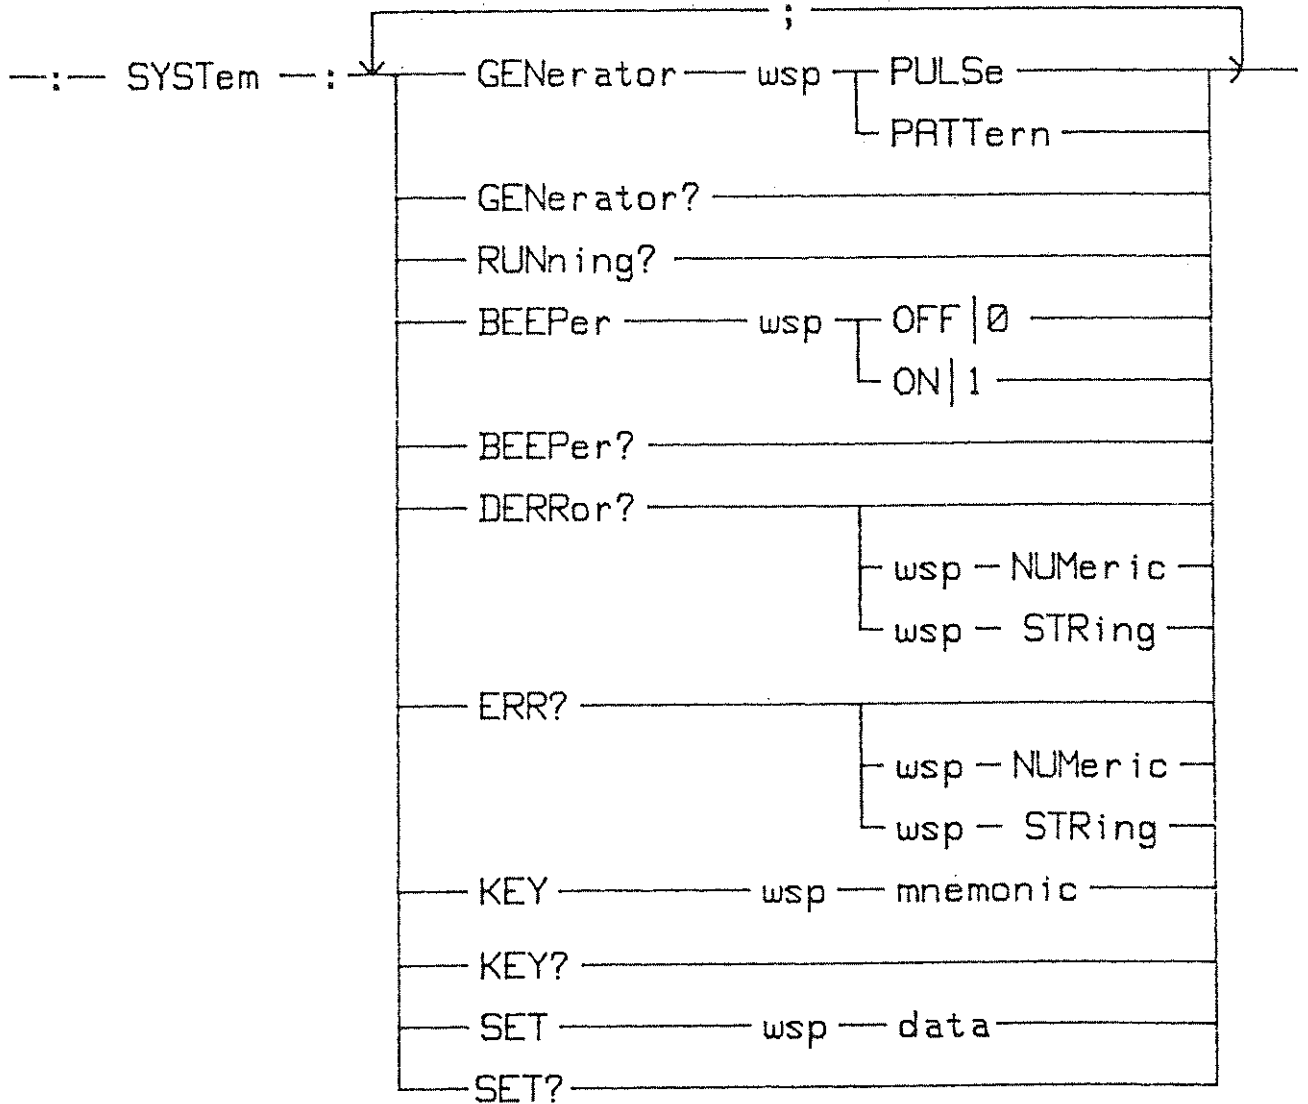 ;
: SYSTem : GENerator wsp PULSe
PATTern
GENerator?
RUNning?
BEEPer wsp OFF|0
ON|1
BEEPer?
DERRor?
wsp NUMeric
wsp STRing
ERR?
wsp NUMeric
wsp STRing
KEY wsp mnemonic
KEY?
SET wsp data
SET?